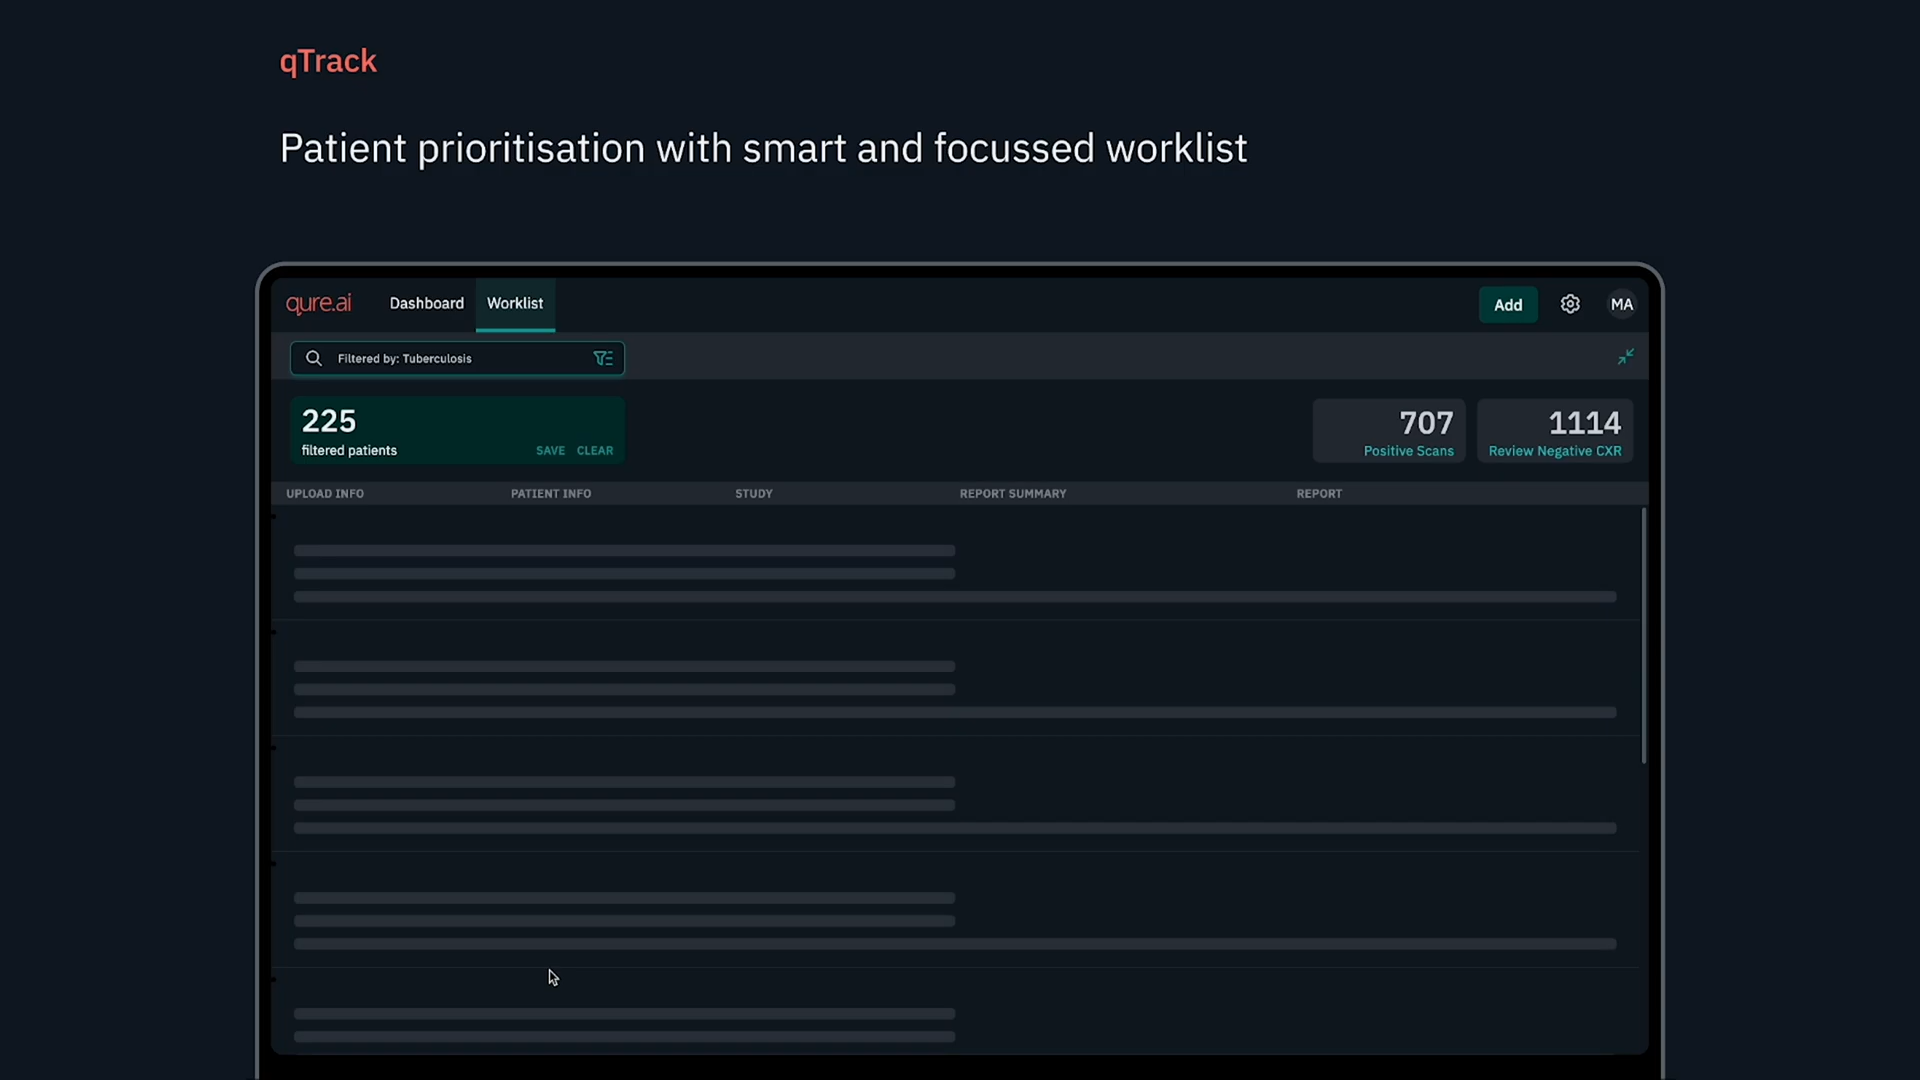 qTrack
Patient prioritisation with smart and focussed worklist
qure.ai Dashboard Worklist Add MA
Filtered by: Tuberculosis
225 707 1114
filtered patients SAVE CLEAR Positive Scans Review Negative CXR
UPLOAD INFO PATIENT INFO STUDY REPORT SUMMARY REPORT